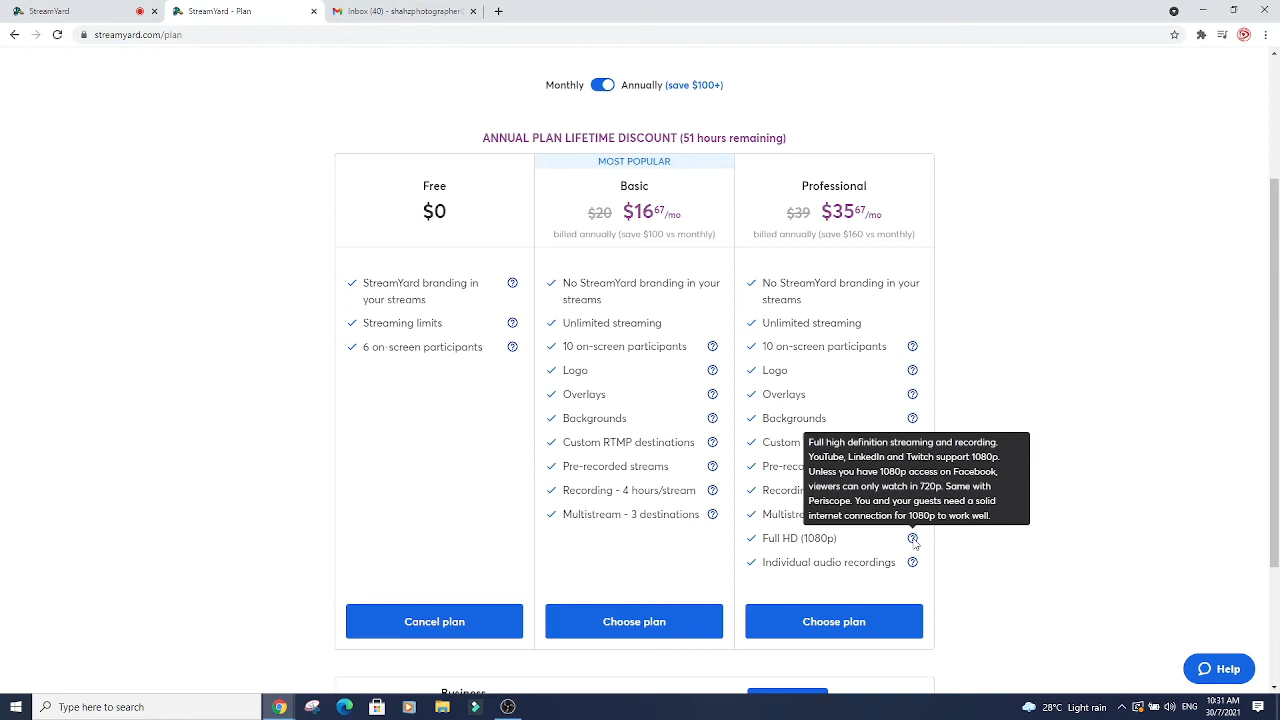 StreamYard
StreamYard - Plan
Inbox (40) - shahzphotographer
streamyard.com/plan
Monthly
Annually (save $100+)
ANNUAL PLAN LIFETIME DISCOUNT (51 hours remaining)
MOST POPULAR
Free
$0
Basic
$20 $16 67 /mo
billed annually (save $100 vs monthly)
Professional
$39 $35 67 /mo
billed annually (save $160 vs monthly)
StreamYard branding in
your streams
Streaming limits
6 on-screen participants
No StreamYard branding in your
streams
Unlimited streaming
10 on-screen participants
Logo
Overlays
Backgrounds
Custom RTMP destinations
Pre-recorded streams
Recording - 4 hours/stream
Multistream - 3 destinations
No StreamYard branding in your
streams
Unlimited streaming
10 on-screen participants
Logo
Overlays
Backgrounds
Custom
Full high definition streaming and recording.
YouTube, LinkedIn and Twitch support 1080p.
Unless you have 1080p access on Facebook,
viewers can only watch in 720p. Same with
Periscope. You and your guests need a solid
internet connection for 1080p to work well.
Full HD (1080p)
Individual audio recordings
Cancel plan
Choose plan
Choose plan
Help
Type here to search
28°C Light rain
10:31 AM
30/7/2021